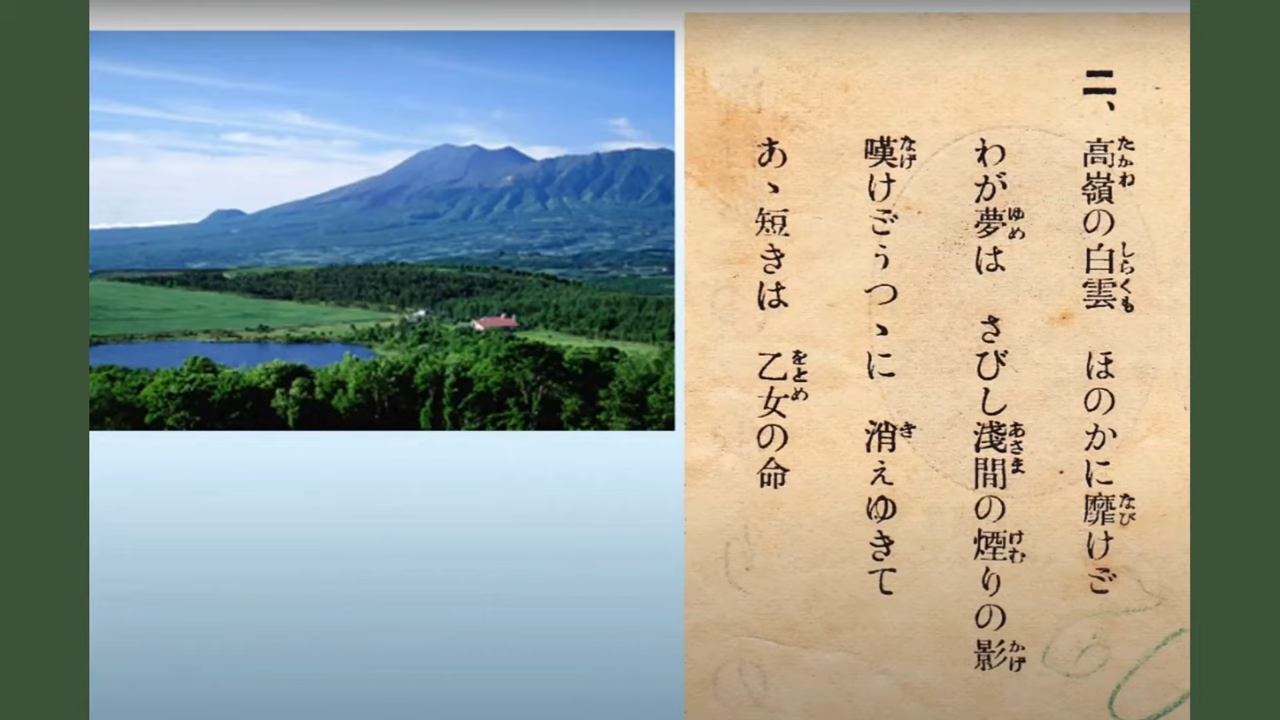 二、
高嶺の白雲　ほのかに靡けど
わが夢は　さびし淺間の煙りの影
嘆けどうつゝに　消えゆきて
あゝ短きは　乙女の命